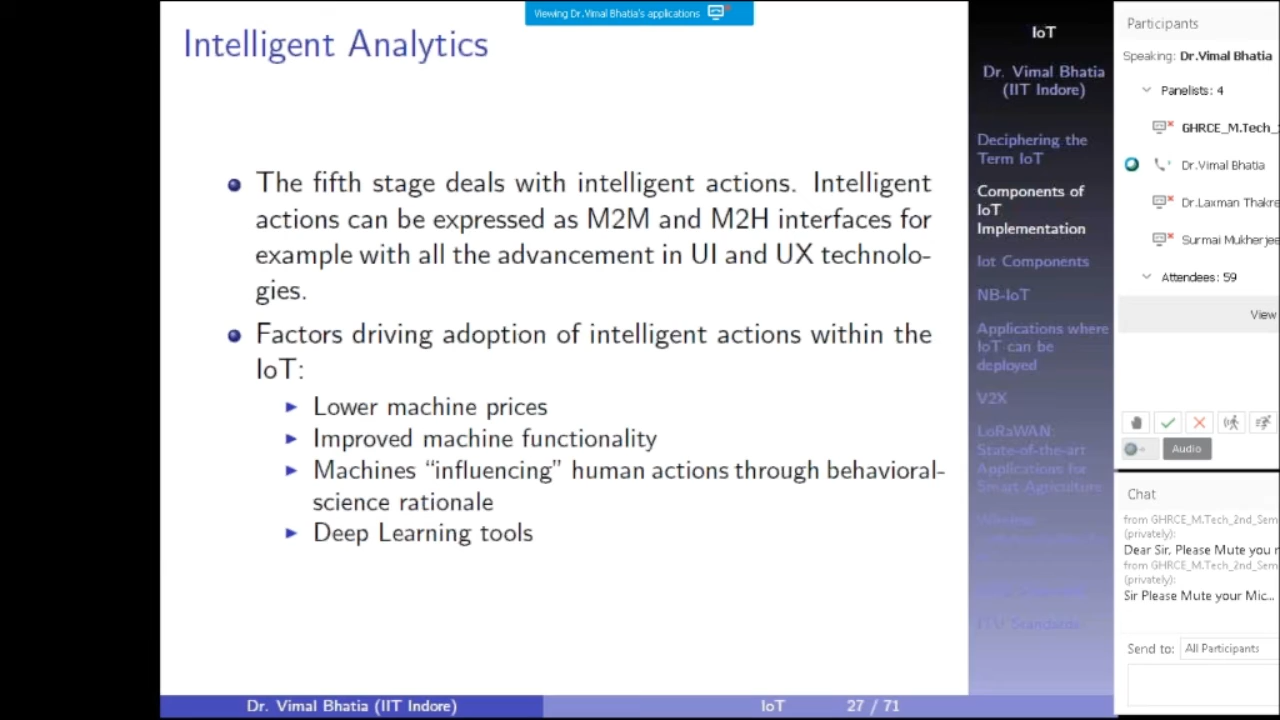 Viewing Dr.Vimal Bhatia's applications
Intelligent Analytics
The fifth stage deals with intelligent actions. Intelligent
actions can be expressed as M2M and M2H interfaces for
example with all the advancement in UI and UX technolo-
gies.
Factors driving adoption of intelligent actions within the
IoT:
Lower machine prices
Improved machine functionality
Machines “influencing” human actions through behavioral-
science rationale
Deep Learning tools
Dr. Vimal Bhatia (IIT Indore)
IoT
27 / 71
IoT
Dr. Vimal Bhatia
(IIT Indore)
Deciphering the
Term IoT
Components of
IoT
Implementation
Iot Components
NB-IoT
Applications where
IoT can be
deployed
V2X
LoRaWAN:
State-of-the-art
Applications for
Smart Agriculture
ITU Standards
Participants
Speaking: Dr.Vimal Bhatia
Panelists: 4
GHRCE_M.Tech_
Dr.Vimal Bhatia
Dr.Laxman Thakre
Surmai Mukherjee
Attendees: 59
View
Audio
Chat
from GHRCE_M.Tech_2nd_Sem
(privately):
Dear Sir, Please Mute you
from GHRCE_M.Tech_2nd_Sem
(privately):
Sir Please Mute your Mic...
Send to: All Participants